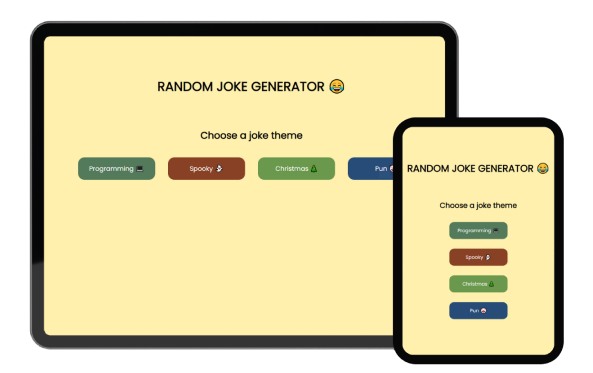 RANDOM JOKE GENERATOR 😂
Choose a joke theme
Programming 💻 Spooky 👻 Christmas 🎄 Pun
RANDOM JOKE GENERATOR 😂
Choose a joke theme
Programming 💻
Spooky 👻
Christmas 🎄
Pun 🤡